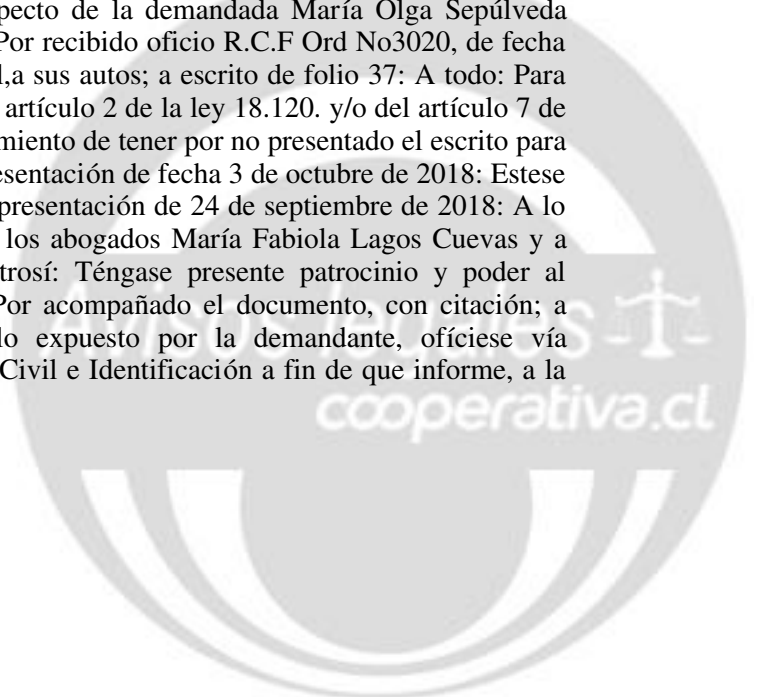 pecto de la demandada María Olga Sepúlveda
Por recibido oficio R.C.F Ord No3020, de fecha
l,a sus autos; a escrito de folio 37: A todo: Para
artículo 2 de la ley 18.120. y/o del artículo 7 de
miento de tener por no presentado el escrito para
esentación de fecha 3 de octubre de 2018: Estese
presentación de 24 de septiembre de 2018: A lo
los abogados María Fabiola Lagos Cuevas y a
trosí: Téngase presente patrocinio y poder al
Por acompañado el documento, con citación; a
lo expuesto por la demandante, ofíciese vía
Civil e Identificación a fin de que informe, a la
Avisos legales
cooperativa.cl